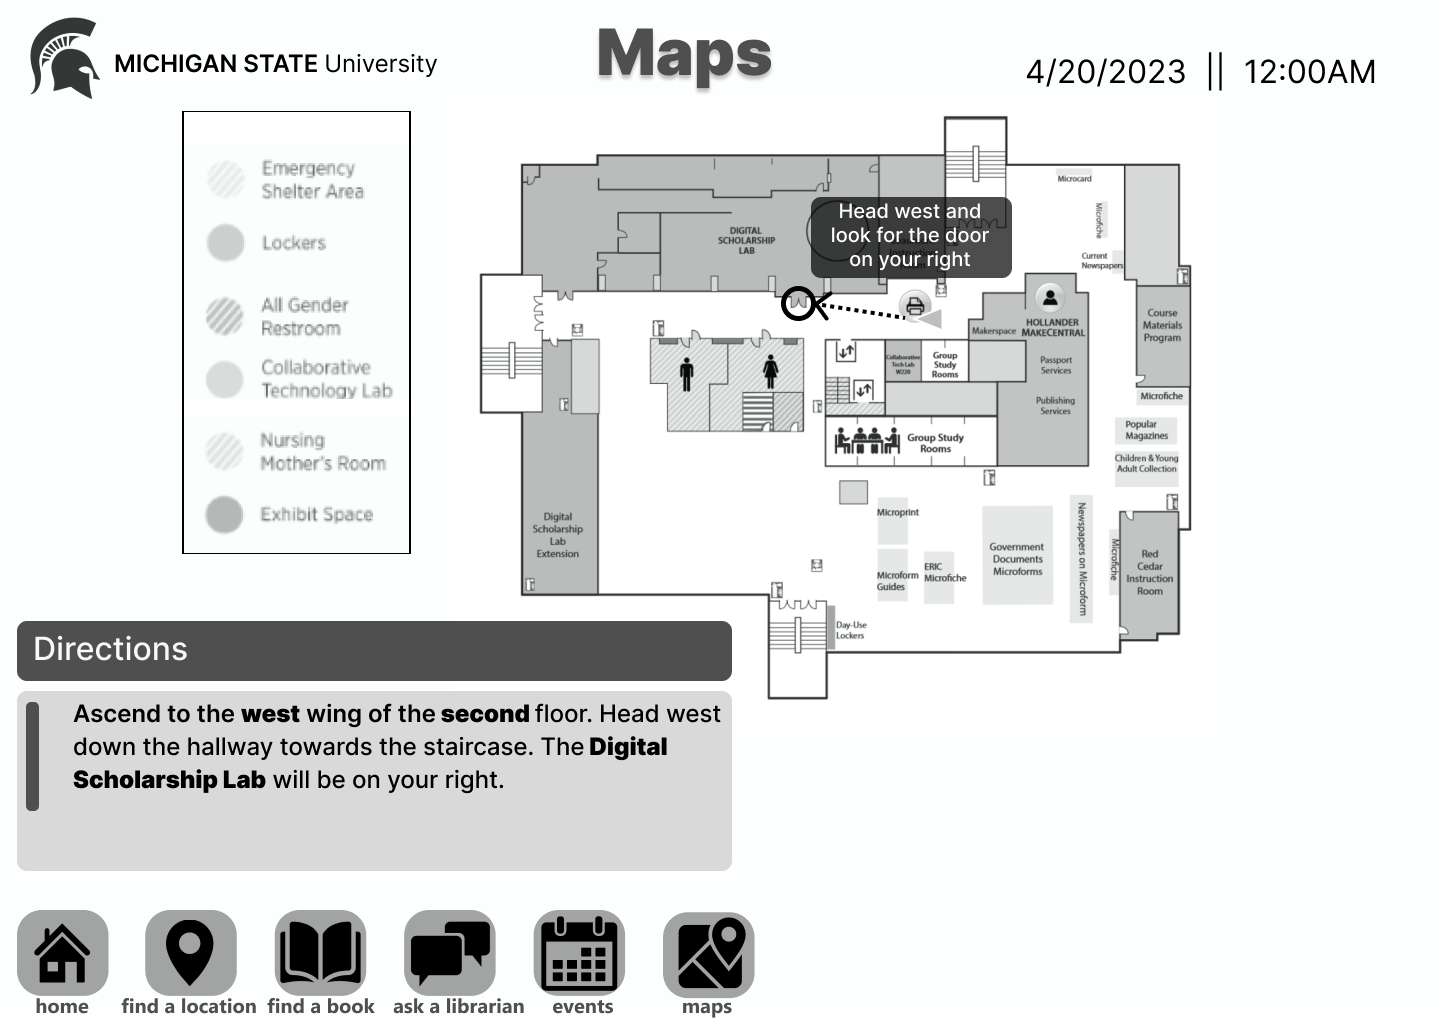 MICHIGAN STATE University
Maps
4/20/2023 || 12:00AM
Emergency
Shelter Area
Lockers
All Gender
Restroom
Collaborative
Technology Lab
Nursing
Mother's Room
Exhibit Space
DIGITAL
SCHOLARSHIP
LAB
Head west and
look for the door
on your right
Microcard
Microfiche
Current
Newspapers
Course
Materials
Program
Makerspace
HOLLANDER
MAKECENTRAL
Passport
Services
Publishing
Services
Collaborative
Tech Lab
W220
Group
Study
Rooms
Group Study
Rooms
Microfiche
Popular
Magazines
Children & Young
Adult Collection
Digital
Scholarship
Lab
Extension
Microprint
Microform
Guides
ERIC
Microfiche
Government
Documents
Microforms
Newspapers on Microform
Microfiche
Red
Cedar
Instruction
Room
Day-Use
Lockers
Directions
Ascend to the west wing of the second floor. Head west
down the hallway towards the staircase. The Digital
Scholarship Lab will be on your right.
home
find a location
find a book
ask a librarian
events
maps